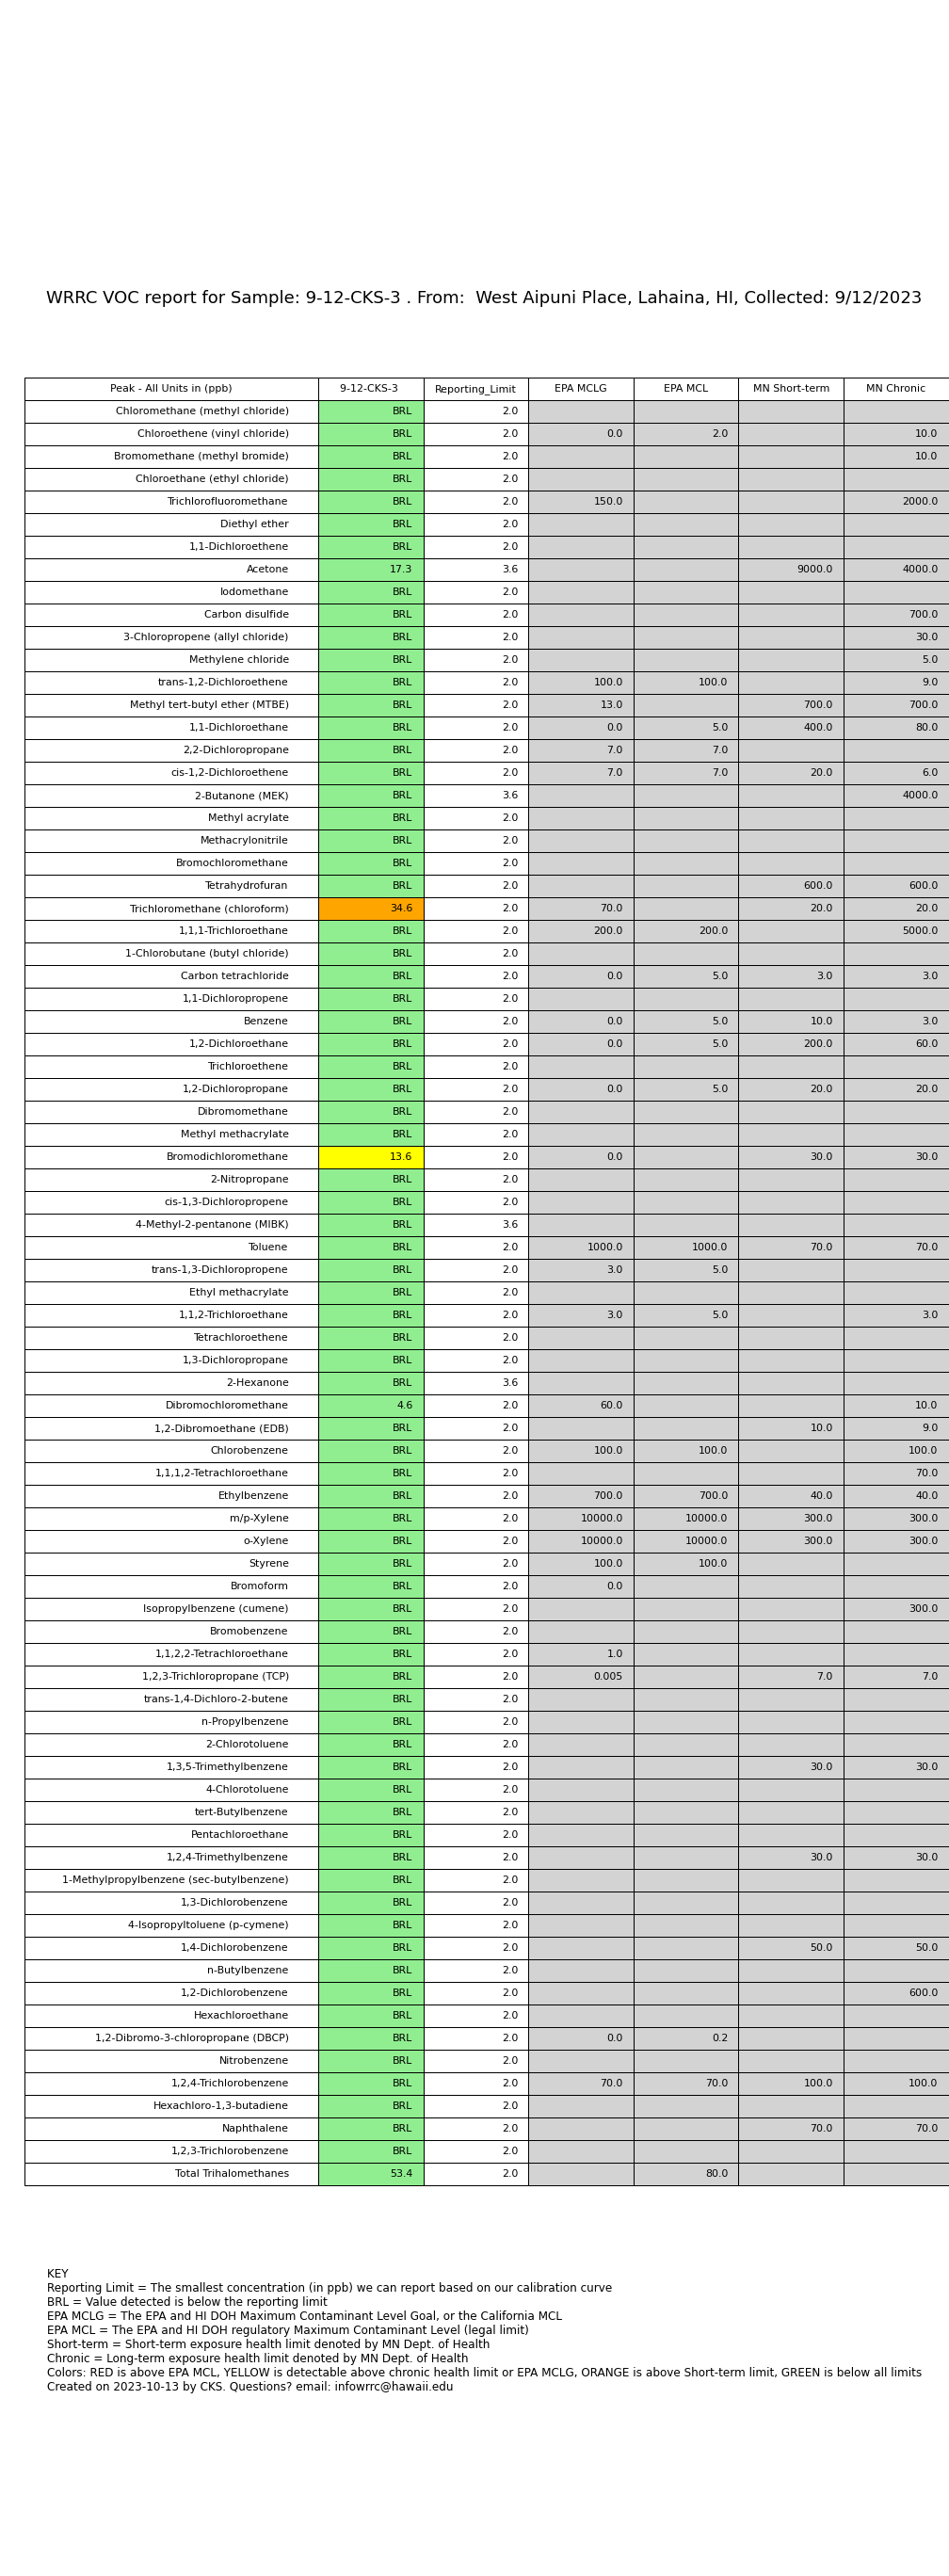 WRRC VOC report for Sample: 9-12-CKS-3 . From:  West Aipuni Place, Lahaina, HI, Collected: 9/12/2023
Peak - All Units in (ppb) 9-12-CKS-3 Reporting_Limit EPA MCLG EPA MCL MN Short-term MN Chronic
Chloromethane (methyl chloride) BRL 2.0
Chloroethene (vinyl chloride) BRL 2.0 0.0 2.0 10.0
Bromomethane (methyl bromide) BRL 2.0 10.0
Chloroethane (ethyl chloride) BRL 2.0
Trichlorofluoromethane BRL 2.0 150.0 2000.0
Diethyl ether BRL 2.0
1,1-Dichloroethene BRL 2.0
Acetone 17.3 3.6 9000.0 4000.0
Iodomethane BRL 2.0
Carbon disulfide BRL 2.0 700.0
3-Chloropropene (allyl chloride) BRL 2.0 30.0
Methylene chloride BRL 2.0 5.0
trans-1,2-Dichloroethene BRL 2.0 100.0 100.0 9.0
Methyl tert-butyl ether (MTBE) BRL 2.0 13.0 700.0 700.0
1,1-Dichloroethane BRL 2.0 0.0 5.0 400.0 80.0
2,2-Dichloropropane BRL 2.0 7.0 7.0
cis-1,2-Dichloroethene BRL 2.0 7.0 7.0 20.0 6.0
2-Butanone (MEK) BRL 3.6 4000.0
Methyl acrylate BRL 2.0
Methacrylonitrile BRL 2.0
Bromochloromethane BRL 2.0
Tetrahydrofuran BRL 2.0 600.0 600.0
Trichloromethane (chloroform) 34.6 2.0 70.0 20.0 20.0
1,1,1-Trichloroethane BRL 2.0 200.0 200.0 5000.0
1-Chlorobutane (butyl chloride) BRL 2.0
Carbon tetrachloride BRL 2.0 0.0 5.0 3.0 3.0
1,1-Dichloropropene BRL 2.0
Benzene BRL 2.0 0.0 5.0 10.0 3.0
1,2-Dichloroethane BRL 2.0 0.0 5.0 200.0 60.0
Trichloroethene BRL 2.0
1,2-Dichloropropane BRL 2.0 0.0 5.0 20.0 20.0
Dibromomethane BRL 2.0
Methyl methacrylate BRL 2.0
Bromodichloromethane 13.6 2.0 0.0 30.0 30.0
2-Nitropropane BRL 2.0
cis-1,3-Dichloropropene BRL 2.0
4-Methyl-2-pentanone (MIBK) BRL 3.6
Toluene BRL 2.0 1000.0 1000.0 70.0 70.0
trans-1,3-Dichloropropene BRL 2.0 3.0 5.0
Ethyl methacrylate BRL 2.0
1,1,2-Trichloroethane BRL 2.0 3.0 5.0 3.0
Tetrachloroethene BRL 2.0
1,3-Dichloropropane BRL 2.0
2-Hexanone BRL 3.6
Dibromochloromethane 4.6 2.0 60.0 10.0
1,2-Dibromoethane (EDB) BRL 2.0 10.0 9.0
Chlorobenzene BRL 2.0 100.0 100.0 100.0
1,1,1,2-Tetrachloroethane BRL 2.0 70.0
Ethylbenzene BRL 2.0 700.0 700.0 40.0 40.0
m/p-Xylene BRL 2.0 10000.0 10000.0 300.0 300.0
o-Xylene BRL 2.0 10000.0 10000.0 300.0 300.0
Styrene BRL 2.0 100.0 100.0
Bromoform BRL 2.0 0.0
Isopropylbenzene (cumene) BRL 2.0 300.0
Bromobenzene BRL 2.0
1,1,2,2-Tetrachloroethane BRL 2.0 1.0
1,2,3-Trichloropropane (TCP) BRL 2.0 0.005 7.0 7.0
trans-1,4-Dichloro-2-butene BRL 2.0
n-Propylbenzene BRL 2.0
2-Chlorotoluene BRL 2.0
1,3,5-Trimethylbenzene BRL 2.0 30.0 30.0
4-Chlorotoluene BRL 2.0
tert-Butylbenzene BRL 2.0
Pentachloroethane BRL 2.0
1,2,4-Trimethylbenzene BRL 2.0 30.0 30.0
1-Methylpropylbenzene (sec-butylbenzene) BRL 2.0
1,3-Dichlorobenzene BRL 2.0
4-Isopropyltoluene (p-cymene) BRL 2.0
1,4-Dichlorobenzene BRL 2.0 50.0 50.0
n-Butylbenzene BRL 2.0
1,2-Dichlorobenzene BRL 2.0 600.0
Hexachloroethane BRL 2.0
1,2-Dibromo-3-chloropropane (DBCP) BRL 2.0 0.0 0.2
Nitrobenzene BRL 2.0
1,2,4-Trichlorobenzene BRL 2.0 70.0 70.0 100.0 100.0
Hexachloro-1,3-butadiene BRL 2.0
Naphthalene BRL 2.0 70.0 70.0
1,2,3-Trichlorobenzene BRL 2.0
Total Trihalomethanes 53.4 2.0 80.0
KEY
Reporting Limit = The smallest concentration (in ppb) we can report based on our calibration curve
BRL = Value detected is below the reporting limit
EPA MCLG = The EPA and HI DOH Maximum Contaminant Level Goal, or the California MCL
EPA MCL = The EPA and HI DOH regulatory Maximum Contaminant Level (legal limit)
Short-term = Short-term exposure health limit denoted by MN Dept. of Health
Chronic = Long-term exposure health limit denoted by MN Dept. of Health
Colors: RED is above EPA MCL, YELLOW is detectable above chronic health limit or EPA MCLG, ORANGE is above Short-term limit, GREEN is below all limits
Created on 2023-10-13 by CKS. Questions? email: infowrrc@hawaii.edu